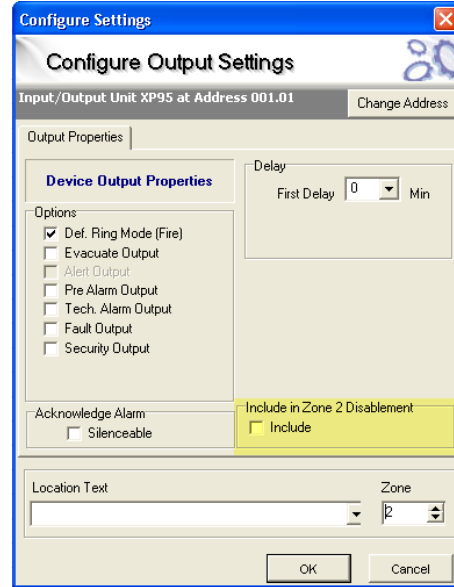 Configure Settings
Configure Output Settings
Input/Output Unit XP95 at Address 001.01
Change Address
Output Properties
Device Output Properties
Options
Def. Ring Mode (Fire)
Evacuate Output
Alert Output
Pre Alarm Output
Tech. Alarm Output
Fault Output
Security Output
Delay
First Delay 0 Min
Acknowledge Alarm
Silenceable
Include in Zone 2 Disablement
Include
Location Text
Zone
2
OK
Cancel